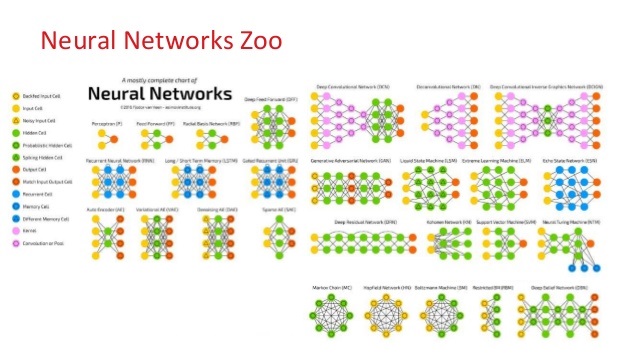 Neural Networks Zoo
A mostly complete chart of
Neural Networks
Backfed Input Cell
Input Cell
Noisy Input Cell
Hidden Cell
Probabilistic Hidden Cell
Spiking Hidden Cell
Output Cell
Match Input Output Cell
Recurrent Cell
Memory Cell
Different Memory Cell
Kernel
Convolution or Pool
Deep Feed Forward (DFF)
Perceptron (P)
Feed Forward (FF)
Radial Basis Network (RBF)
Recurrent Neural Network (RNN)
Long / Short Term Memory (LSTM)
Gated Recurrent Unit (GRU)
Auto Encoder (AE)
Variational AE (VAE)
Denoising AE (DAE)
Sparse AE (SAE)
Deep Convolutional Network (DCN)
Deconvolutional Network (DN)
Deep Convolutional Inverse Graphics Network (DCIGN)
Generative Adversarial Network (GAN)
Liquid State Machine (LSM)
Extreme Learning Machine (ELM)
Echo State Network (ESN)
Deep Residual Network (DRN)
Kohonen Network (KN)
Support Vector Machine (SVM)
Neural Turing Machine (NTM)
Markov Chain (MC)
Hopfield Network (HN)
Boltzmann Machine (BM)
Restricted BM (RBM)
Deep Belief Network (DBN)